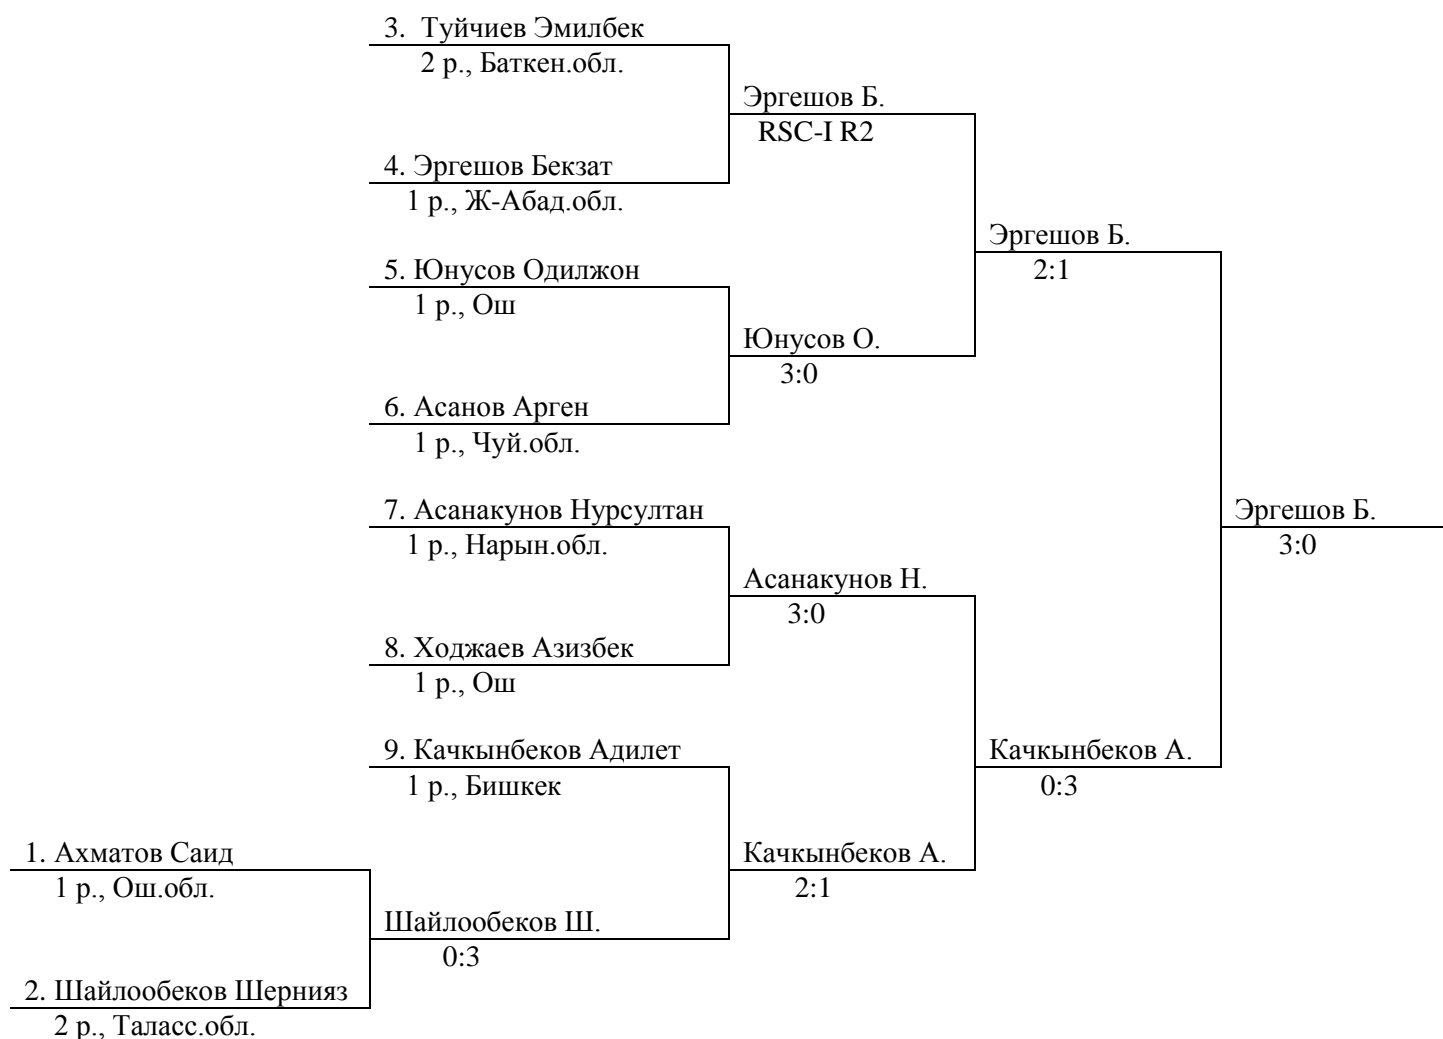 3. Туйчиев Эмилбек
2 р., Баткен.обл.
Эргешов Б.
RSC-I R2
4. Эргешов Бекзат
1 р., Ж-Абад.обл.
Эргешов Б.
2:1
5. Юнусов Одилжон
1 р., Ош
Юнусов О.
3:0
6. Асанов Арген
1 р., Чуй.обл.
7. Асанакунов Нурсултан
1 р., Нарын.обл.
Эргешов Б.
3:0
Асанакунов Н.
3:0
8. Ходжаев Азизбек
1 р., Ош
9. Качкынбеков Адилет
1 р., Бишкек
Качкынбеков А.
0:3
1. Ахматов Саид
1 р., Ош.обл.
Качкынбеков А.
2:1
Шайлообеков Ш.
0:3
2. Шайлообеков Шернияз
2 р., Таласс.обл.